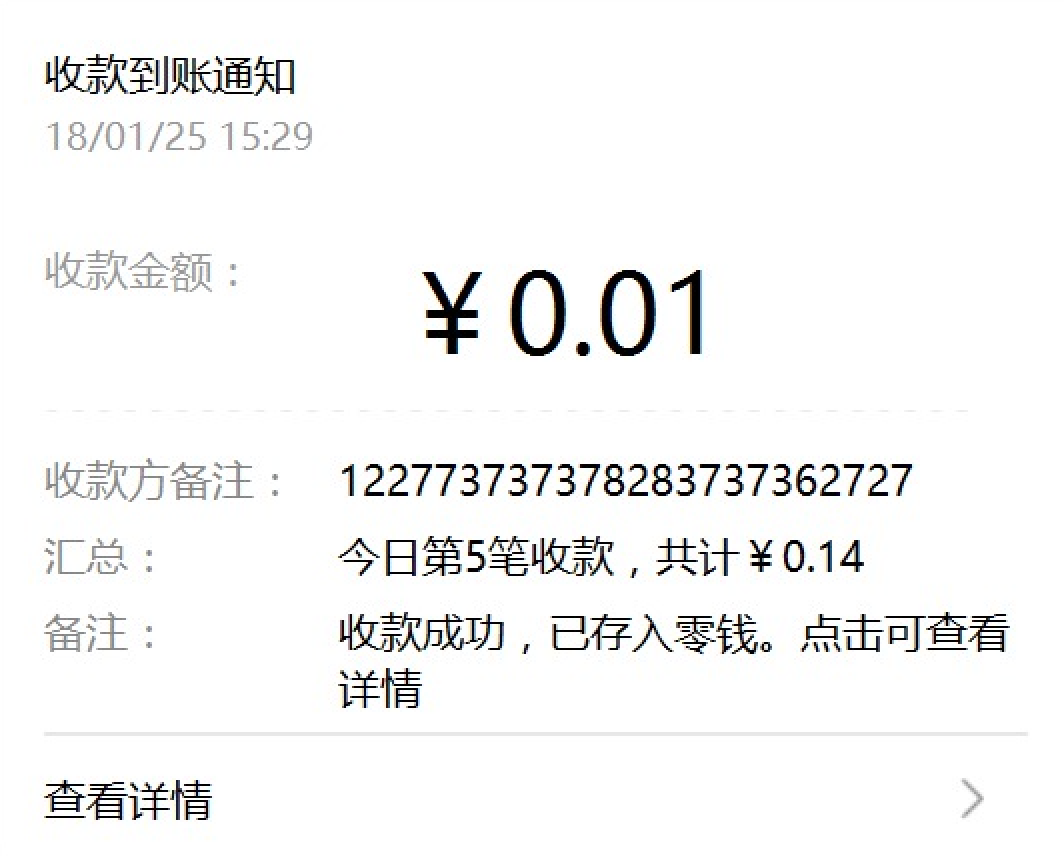 收款到账通知
18/01/25 15:29
收款金额：
￥0.01
收款方备注： 1227737373782837373​62727
汇总： 今日第5笔收款，共计￥0.14
备注： 收款成功，已存入零钱。点击可查看
详情
查看详情